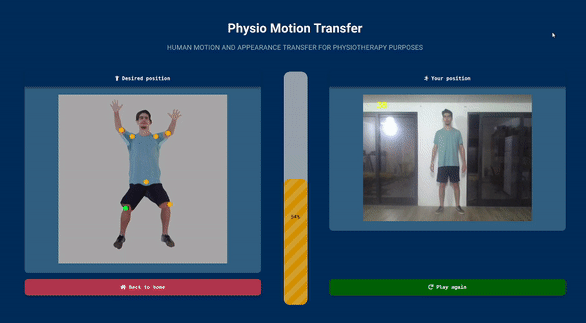 Physio Motion Transfer
HUMAN MOTION AND APPEARANCE TRANSFER FOR PHYSIOTHERAPY PURPOSES
Desired position
Your position
54%
Back to home
Play again